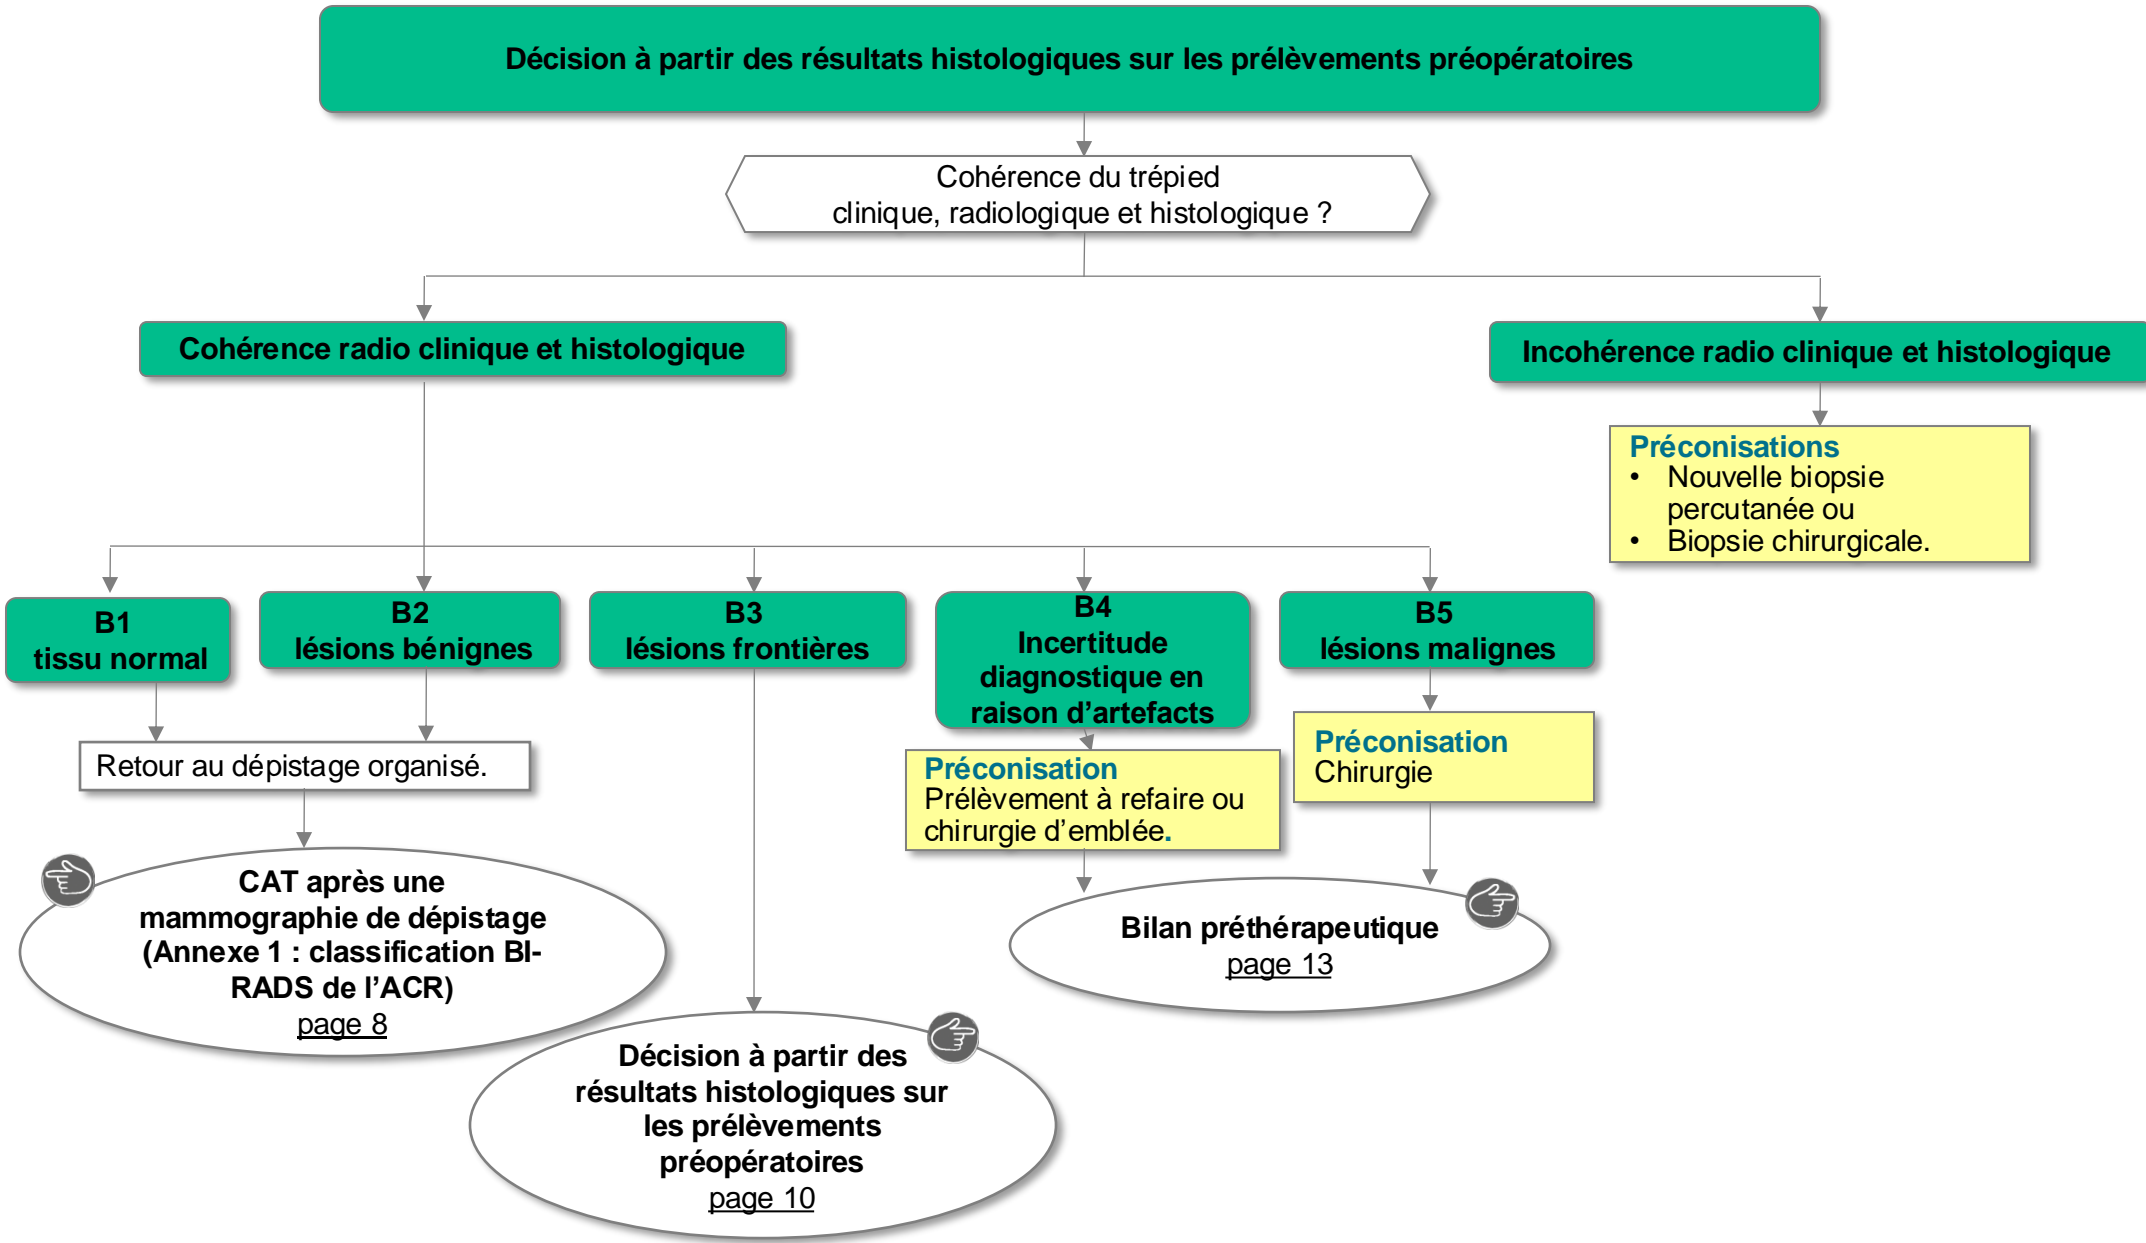 Décision à partir des résultats histologiques sur les prélèvements préopératoires
Cohérence du trépied
clinique, radiologique et histologique ?
Cohérence radio clinique et histologique
Incohérence radio clinique et histologique
Préconisations
• Nouvelle biopsie
percutanée ou
• Biopsie chirurgicale.
B1
tissu normal
B2
lésions bénignes
B3
lésions frontières
B4
Incertitude
diagnostique en
raison d’artefacts
B5
lésions malignes
Retour au dépistage organisé.
Préconisation
Prélèvement à refaire ou
chirurgie d’emblée.
Préconisation
Chirurgie
CAT après une
mammographie de dépistage
(Annexe 1 : classification BI-
RADS de l’ACR)
page 8
Bilan préthérapeutique
page 13
Décision à partir des
résultats histologiques sur
les prélèvements
préopératoires
page 10